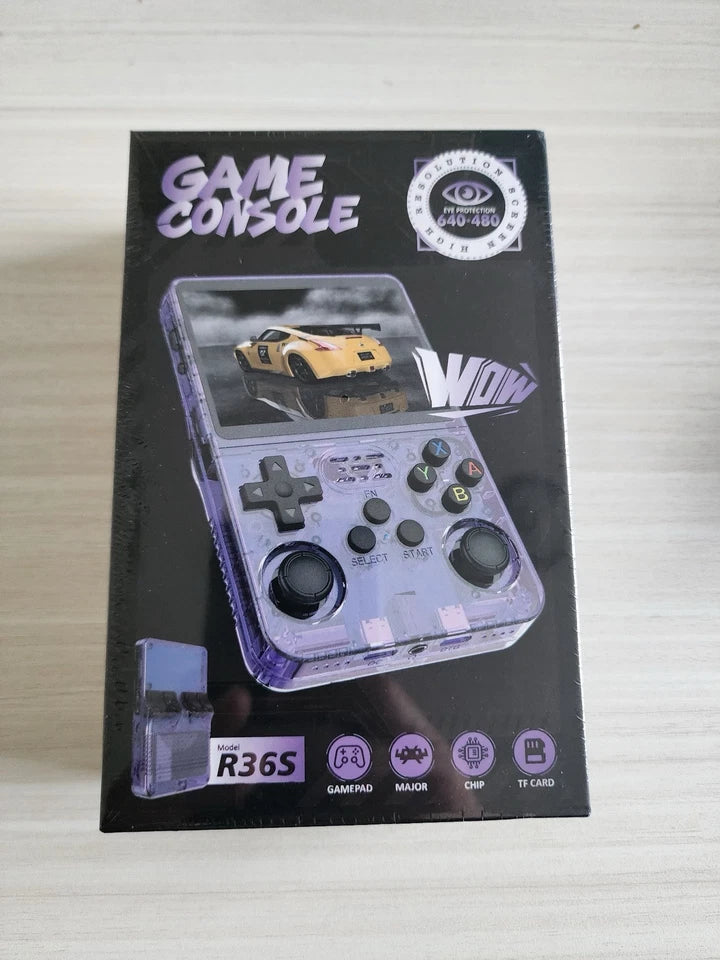 GAME
CONSOLE
HIGH RESOLUTION SCREEN
EYE PROTECTION
640*480
WOW
X
Y
A
B
FN
SELECT
START
OTG
Model
R36S
GAMEPAD
MAJOR
CHIP
TF CARD